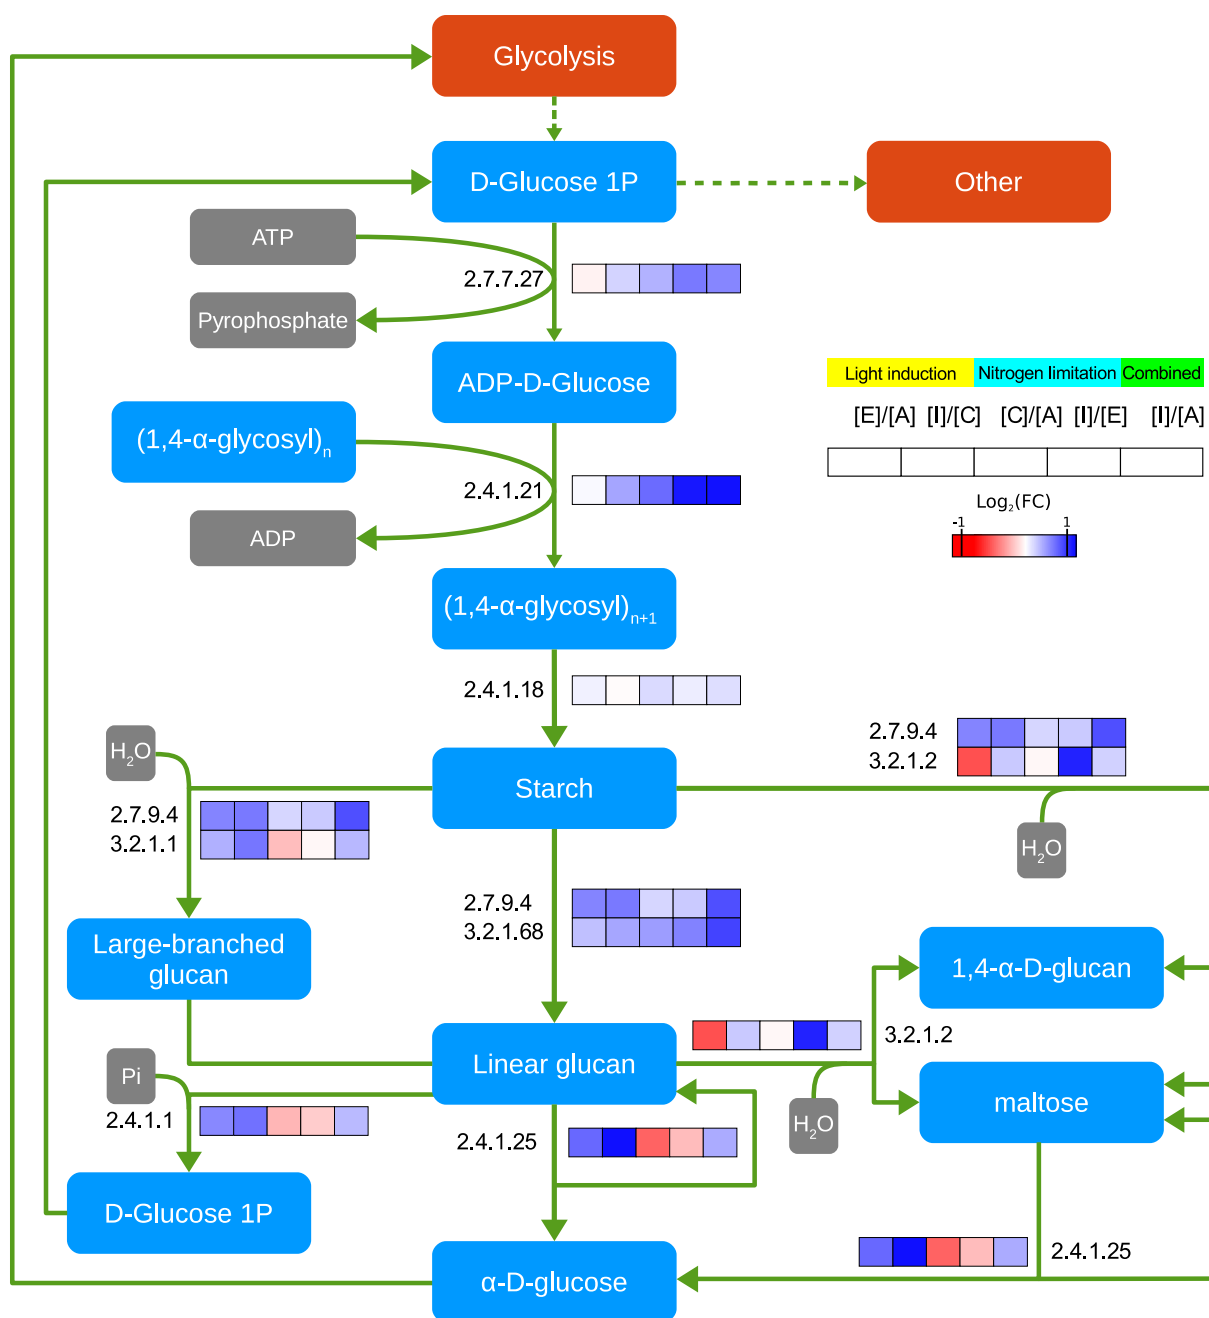 Glycolysis
D-Glucose 1P
Other
ATP
2.7.7.27
Pyrophosphate
ADP-D-Glucose
Light induction Nitrogen limitation Combined
[E]/[A] [I]/[C] [C]/[A] [I]/[E] [I]/[A]
(1,4-α-glycosyl)n
2.4.1.21
Log₂(FC)
-1 1
ADP
(1,4-α-glycosyl)n+1
2.4.1.18
H₂O
2.7.9.4
3.2.1.2
Starch
2.7.9.4
3.2.1.1
H₂O
2.7.9.4
3.2.1.68
Large-branched
glucan
1,4-α-D-glucan
Linear glucan
3.2.1.2
Pi
2.4.1.1
H₂O
maltose
2.4.1.25
D-Glucose 1P
2.4.1.25
α-D-glucose